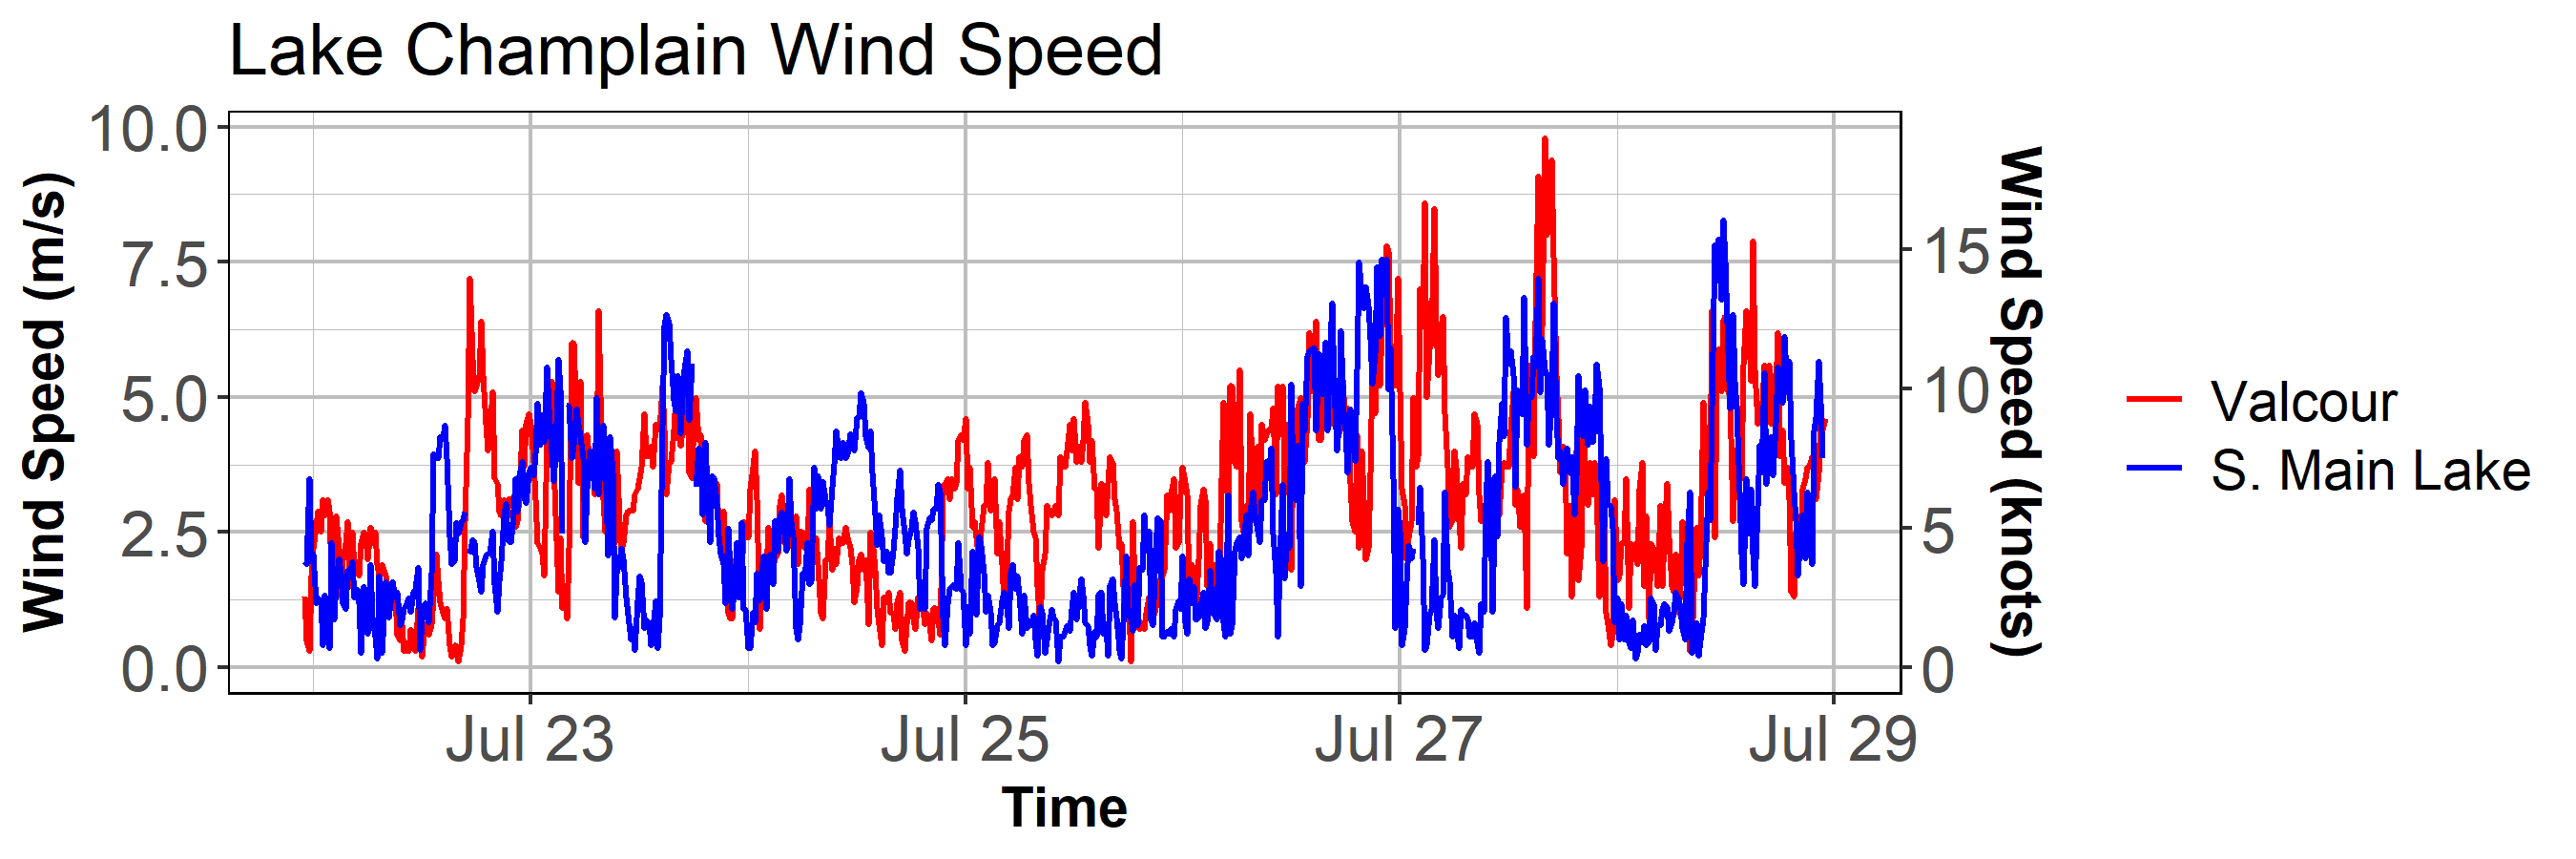 Lake Champlain Wind Speed
Wind Speed (m/s)
10.0
7.5
5.0
2.5
0.0
Wind Speed (knots)
15
10
5
0
Jul 23
Jul 25
Jul 27
Jul 29
Time
Valcour
S. Main Lake